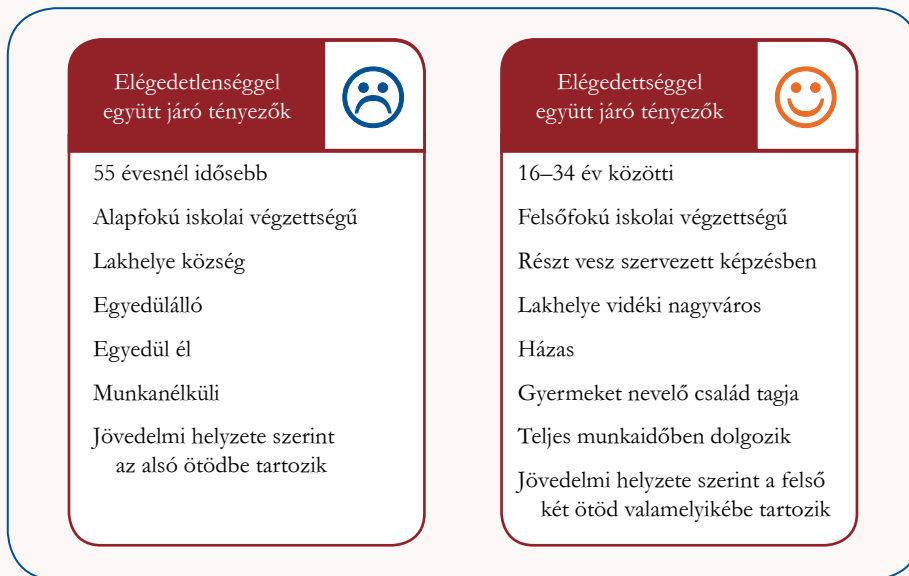 Elégedetlenséggel
együtt járó tényezők
55 évesnél idősebb
Alapfokú iskolai végzettségű
Lakhelye község
Egyedülálló
Egyedül él
Munkanélküli
Jövedelmi helyzete szerint
az alsó ötödbe tartozik
Elégedettséggel
együtt járó tényezők
16–34 év közötti
Felsőfokú iskolai végzettségű
Részt vesz szervezett képzésben
Lakhelye vidéki nagyváros
Házas
Gyermeket nevelő család tagja
Teljes munkaidőben dolgozik
Jövedelmi helyzete szerint a felső
két ötöd valamelyikébe tartozik